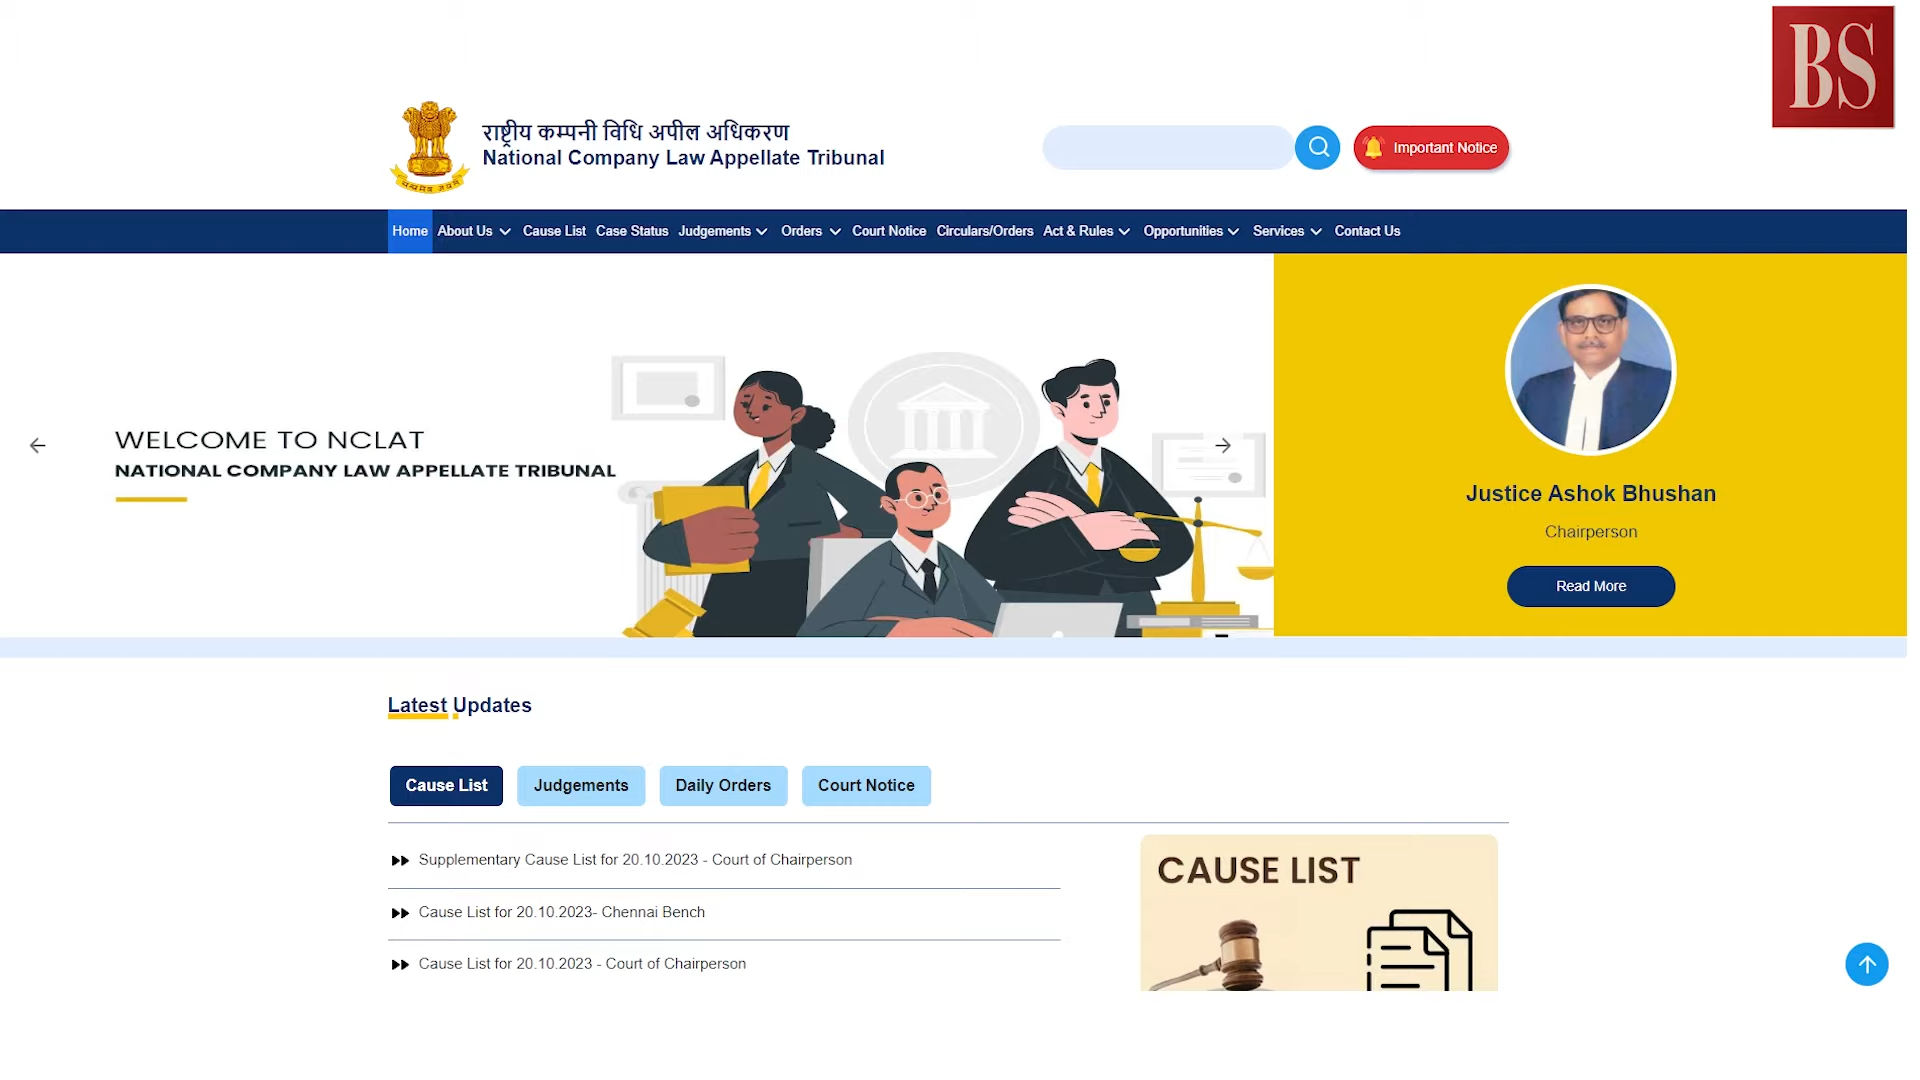 BS
राष्ट्रीय कम्पनी विधि अपील अधिकरण
National Company Law Appellate Tribunal
Important Notice
सत्यमेव जयते
Home About Us Cause List Case Status Judgements Orders Court Notice Circulars/Orders Act & Rules Opportunities Services Contact Us
WELCOME TO NCLAT
NATIONAL COMPANY LAW APPELLATE TRIBUNAL
Justice Ashok Bhushan
Chairperson
Read More
Latest Updates
Cause List Judgements Daily Orders Court Notice
Supplementary Cause List for 20.10.2023 - Court of Chairperson
Cause List for 20.10.2023- Chennai Bench
Cause List for 20.10.2023 - Court of Chairperson
CAUSE LIST